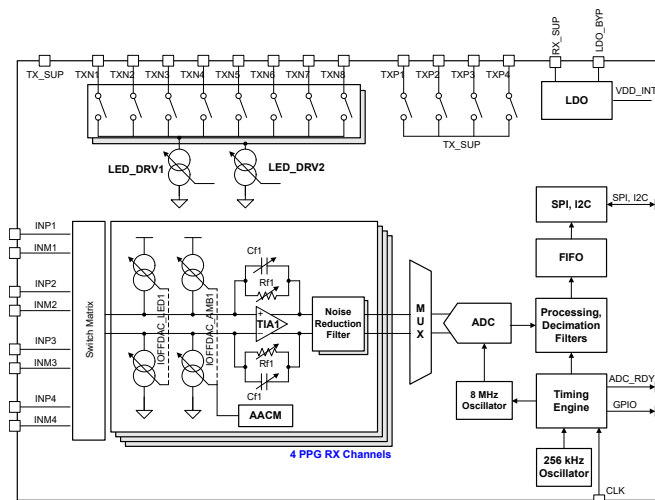 RX_SUP
LDO_BYP
TX_SUP
TXN1
TXN2
TXN3
TXN4
TXN5
TXN6
TXN7
TXN8
TXP1
TXP2
TXP3
TXP4
LDO
VDD_INT
TX_SUP
LED_DRV1
LED_DRV2
SPI, I2C
SPI, I2C
FIFO
INP1
INM1
INP2
INM2
INP3
INM3
INP4
INM4
Switch Matrix
IOFFDAC_LED1
IOFFDAC_AMB1
Cf1
Rf1
+
TIA1
−
Rf1
Cf1
AACM
Noise
Reduction
Filter
4 PPG RX Channels
M
U
X
ADC
Processing,
Decimation
Filters
8 MHz
Oscillator
Timing
Engine
ADC_RDY
GPIO
256 kHz
Oscillator
CLK